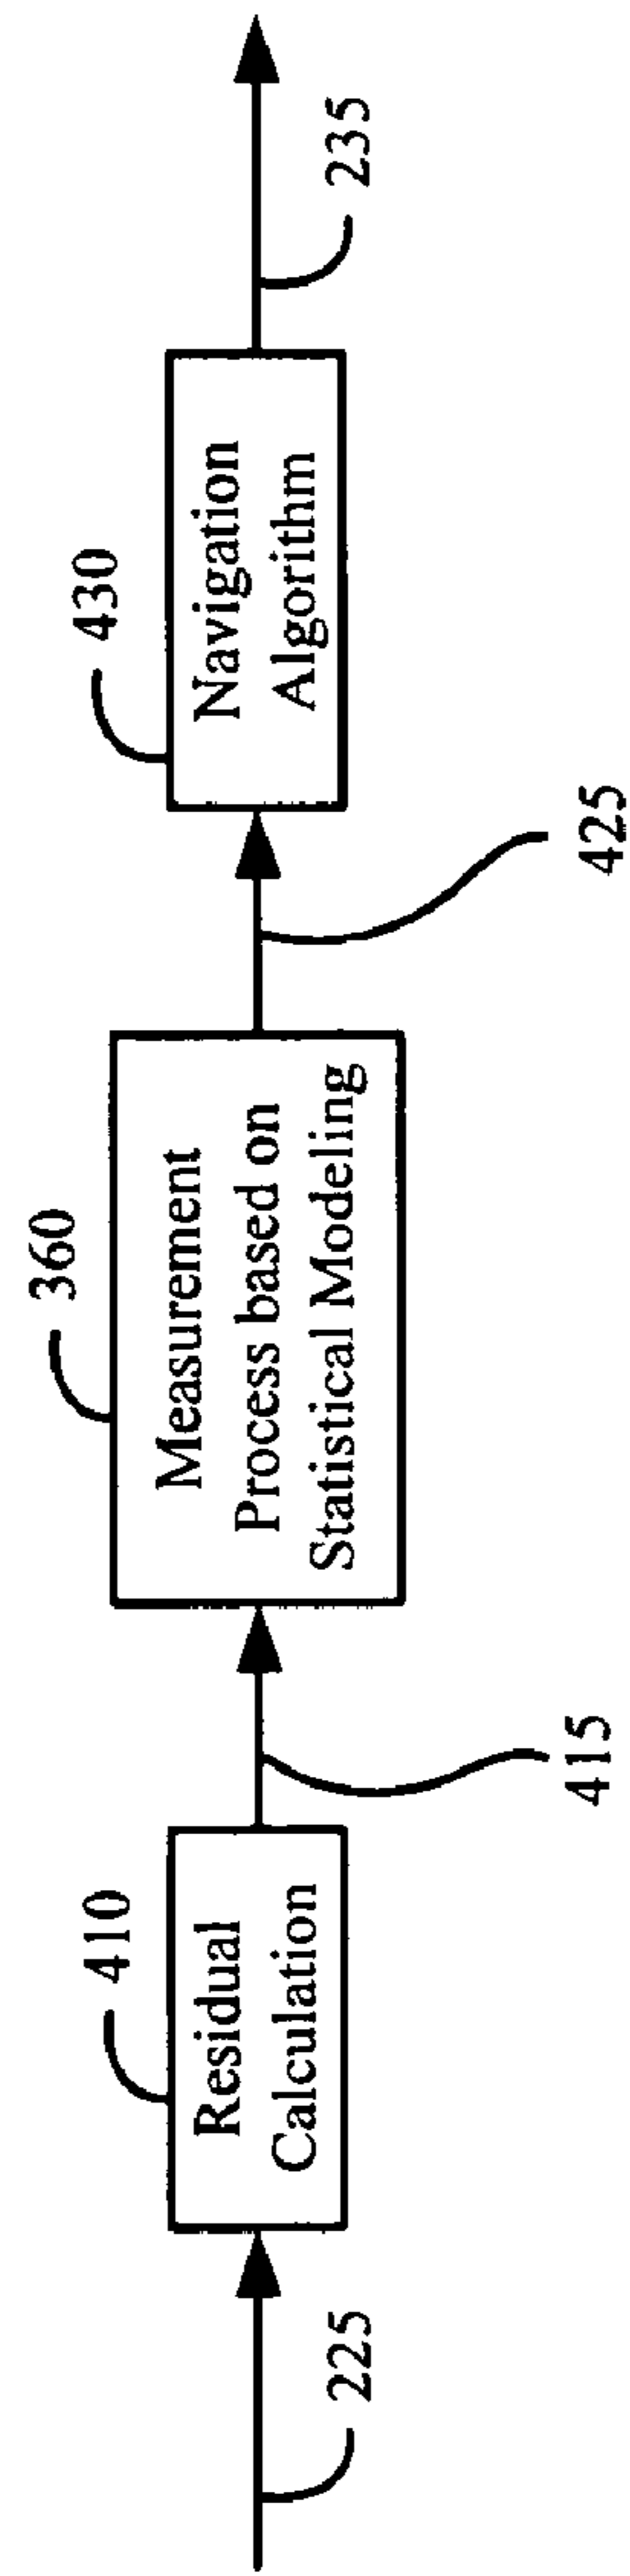 225
410
Residual
Calculation
415
360
Measurement
Process based on
Statistical Modeling
425
430
Navigation
Algorithm
235